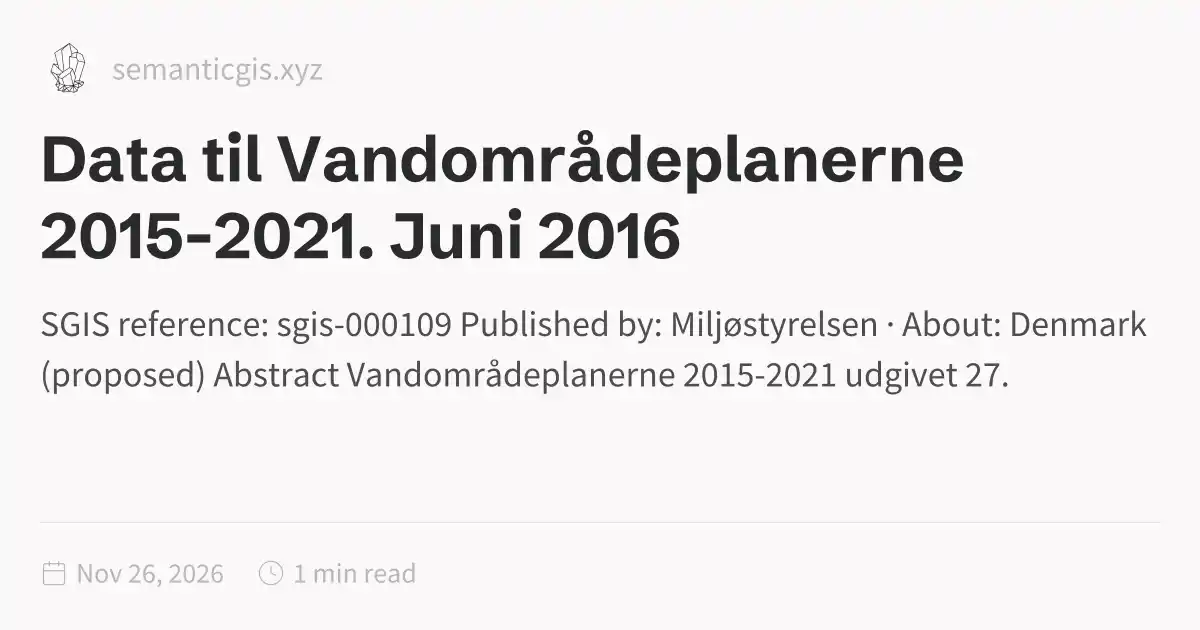 semanticgis.xyz
Data til Vandområdeplanerne
2015-2021. Juni 2016
SGIS reference: sgis-000109 Published by: Miljøstyrelsen · About: Denmark
(proposed) Abstract Vandområdeplanerne 2015-2021 udgivet 27.
Nov 26, 2026 1 min read